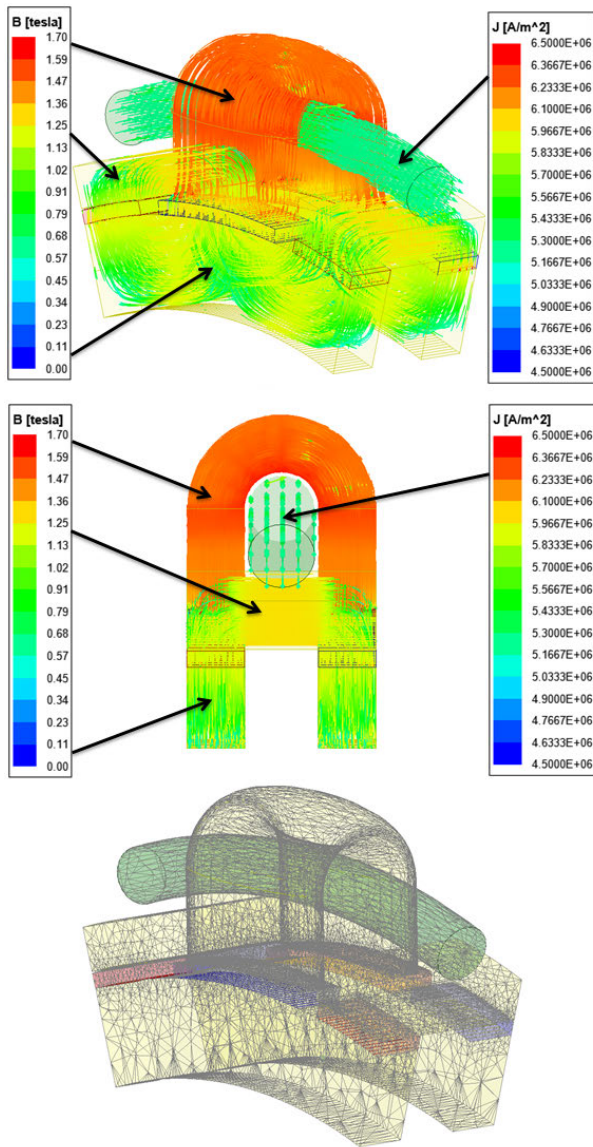 B [tesla]
1.70
1.59
1.47
1.36
1.25
1.13
1.02
0.91
0.79
0.68
0.57
0.45
0.34
0.23
0.11
0.00
J [A/m^2]
6.5000E+06
6.3667E+06
6.2333E+06
6.1000E+06
5.9667E+06
5.8333E+06
5.7000E+06
5.5667E+06
5.4333E+06
5.3000E+06
5.1667E+06
5.0333E+06
4.9000E+06
4.7667E+06
4.6333E+06
4.5000E+06
B [tesla]
1.70
1.59
1.47
1.36
1.25
1.13
1.02
0.91
0.79
0.68
0.57
0.45
0.34
0.23
0.11
0.00
J [A/m^2]
6.5000E+06
6.3667E+06
6.2333E+06
6.1000E+06
5.9667E+06
5.8333E+06
5.7000E+06
5.5667E+06
5.4333E+06
5.3000E+06
5.1667E+06
5.0333E+06
4.9000E+06
4.7667E+06
4.6333E+06
4.5000E+06